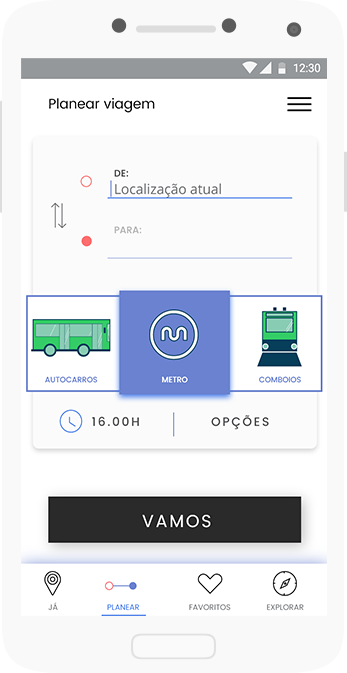 12:30
Planear viagem
DE:
Localização atual
PARA:
AUTOCARROS
METRO
COMBOIOS
16.00H
OPÇÕES
VAMOS
JÁ
PLANEAR
FAVORITOS
EXPLORAR